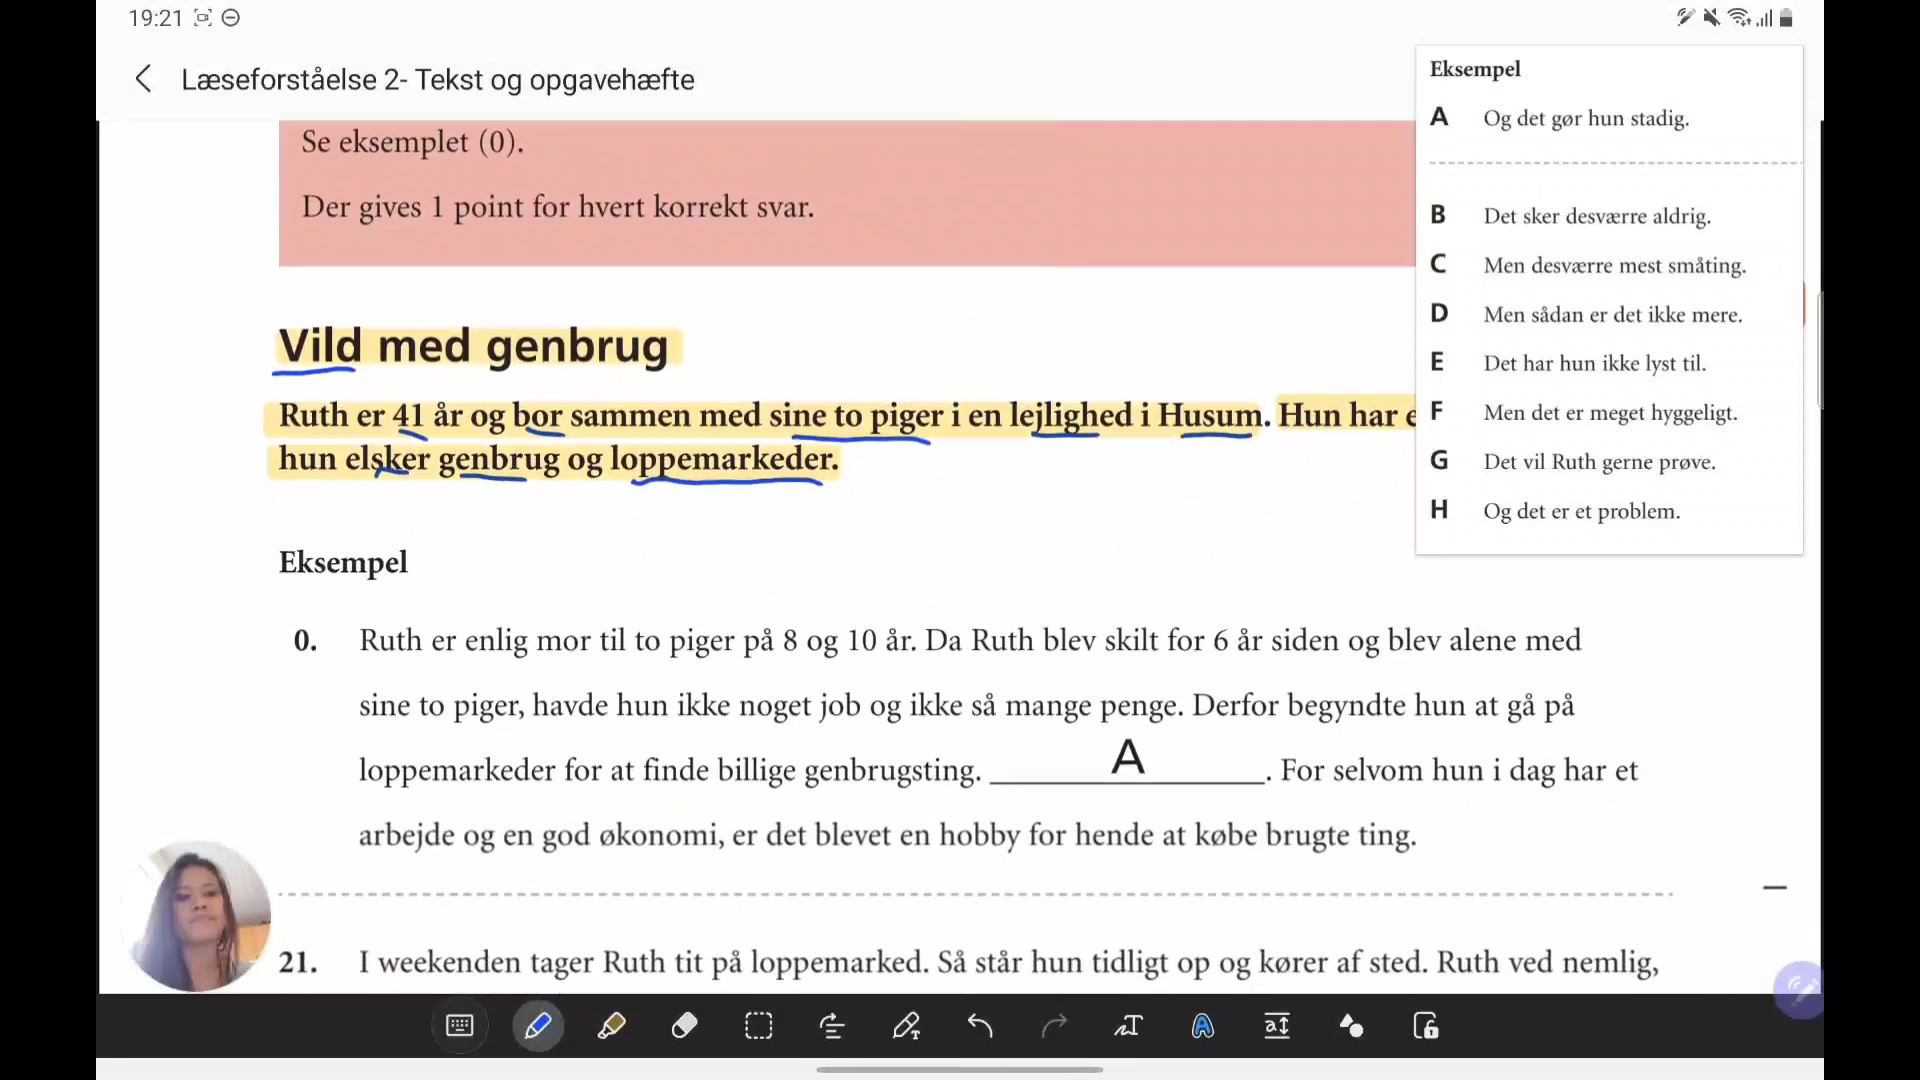 19:21
Læseforståelse 2- Tekst og opgavehæfte
Se eksemplet (0).
Der gives 1 point for hvert korrekt svar.
Vild med genbrug
Ruth er 41 år og bor sammen med sine to piger i en lejlighed i Husum. Hun har
hun elsker genbrug og loppemarkeder.
Eksempel
0. Ruth er enlig mor til to piger på 8 og 10 år. Da Ruth blev skilt for 6 år siden og blev alene med
sine to piger, havde hun ikke noget job og ikke så mange penge. Derfor begyndte hun at gå på
loppemarkeder for at finde billige genbrugsting. A. For selvom hun i dag har et
arbejde og en god økonomi, er det blevet en hobby for hende at købe brugte ting.
21. I weekenden tager Ruth tit på loppemarked. Så står hun tidligt op og kører af sted. Ruth ved nemlig,
Eksempel
A Og det gør hun stadig.
B Det sker desværre aldrig.
C Men desværre mest småting.
D Men sådan er det ikke mere.
E Det har hun ikke lyst til.
F Men det er meget hyggeligt.
G Det vil Ruth gerne prøve.
H Og det er et problem.